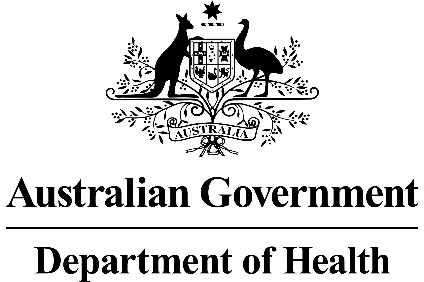 AUSTRALIA
Australian Government
Department of Health